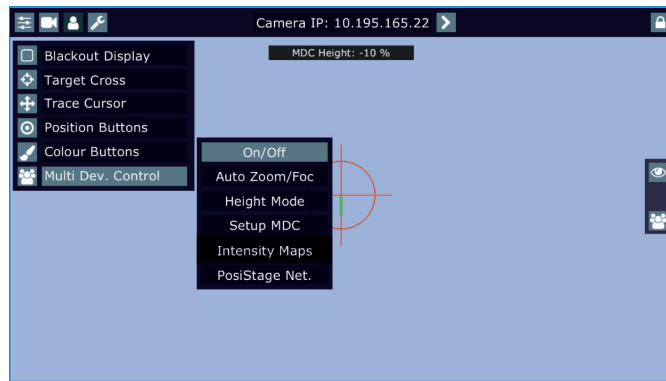 Camera IP: 10.195.165.22
MDC Height: -10 %
Blackout Display
Target Cross
Trace Cursor
Position Buttons
Colour Buttons
Multi Dev. Control
On/Off
Auto Zoom/Foc
Height Mode
Setup MDC
Intensity Maps
PosiStage Net.